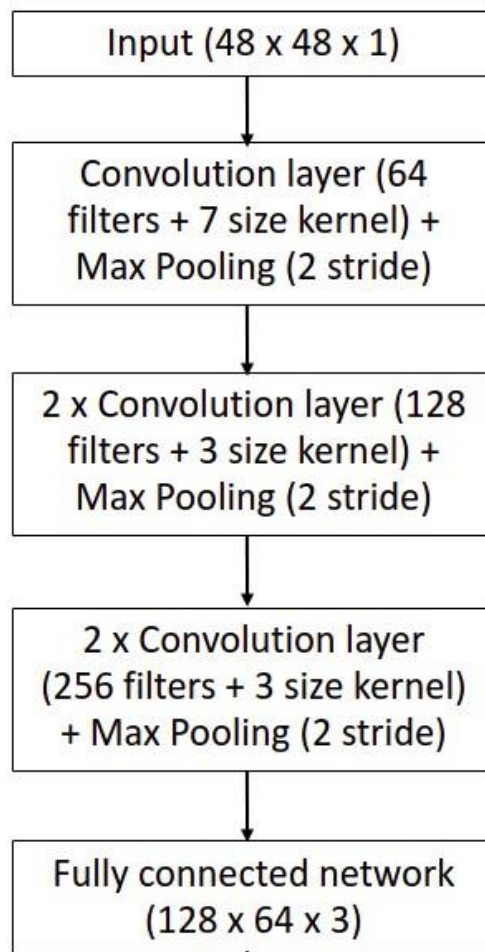 Input (48 x 48 x 1)
Convolution layer (64
filters + 7 size kernel) +
Max Pooling (2 stride)
2 x Convolution layer (128
filters + 3 size kernel) +
Max Pooling (2 stride)
2 x Convolution layer
(256 filters + 3 size kernel)
+ Max Pooling (2 stride)
Fully connected network
(128 x 64 x 3)